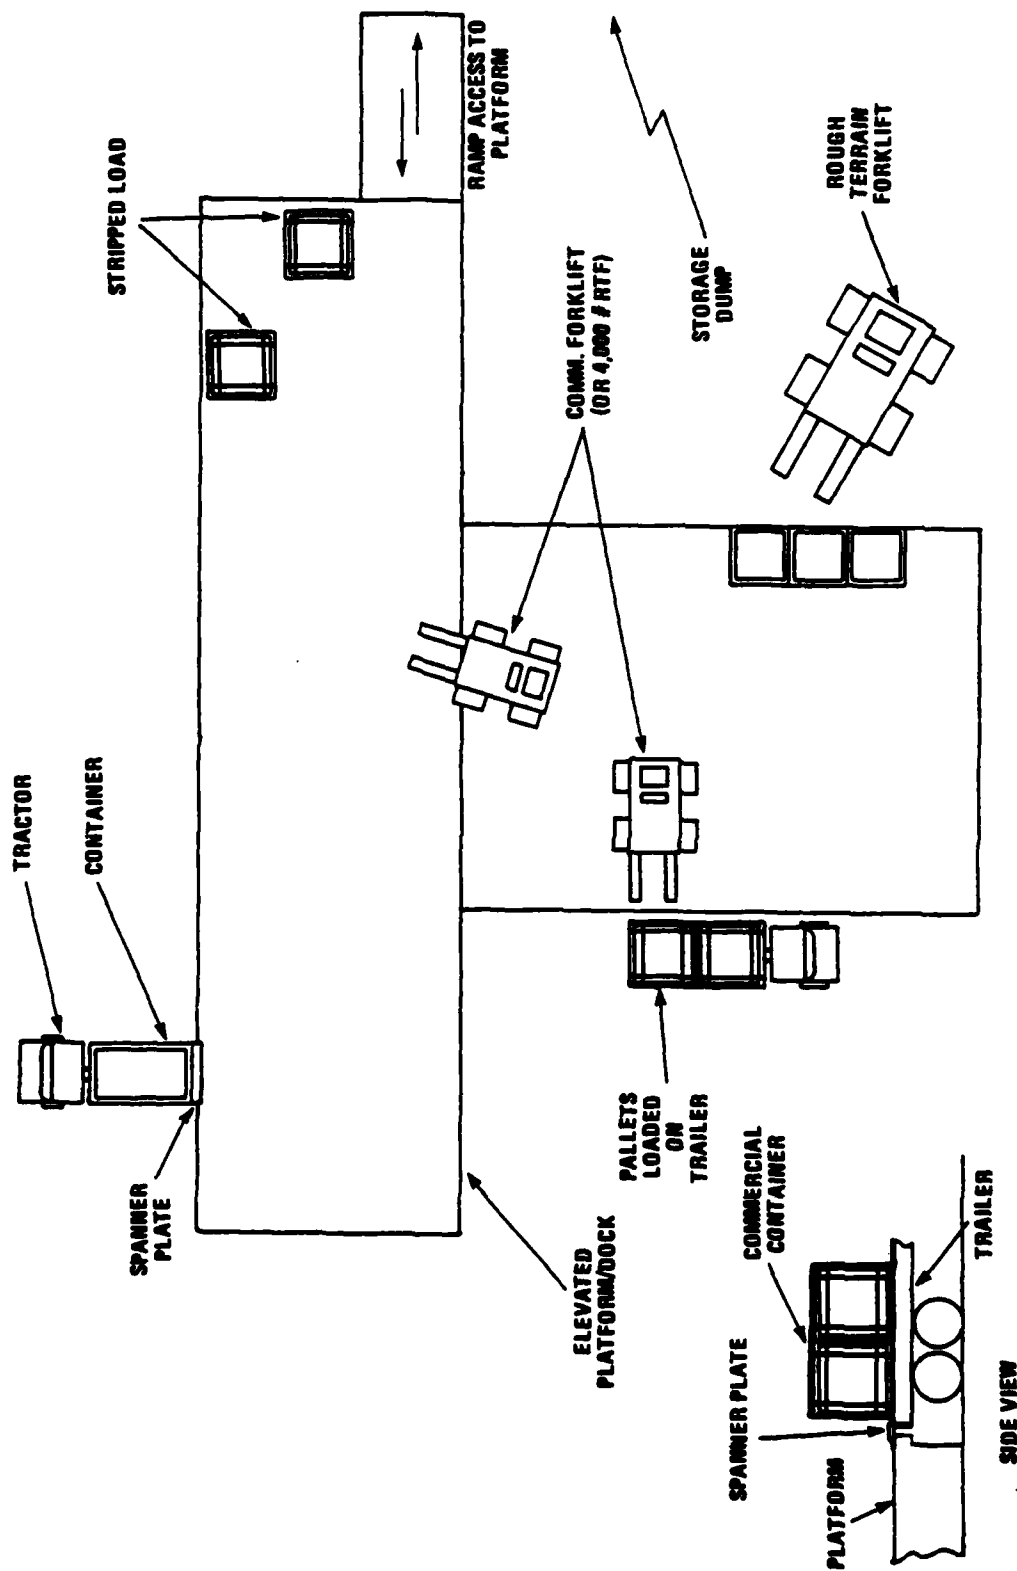 TRACTOR
CONTAINER
STRIPPED LOAD
SPANNER
PLATE
RAMP ACCESS TO
PLATFORM
ELEVATED
PLATFORM/DOCK
COMM. FORKLIFT
(OR 4,000 # RTF)
STORAGE
DUMP
PALLETS
LOADED
ON
TRAILER
ROUGH
TERRAIN
FORKLIFT
COMMERCIAL
CONTAINER
SPANNER PLATE
PLATFORM
TRAILER
SIDE VIEW